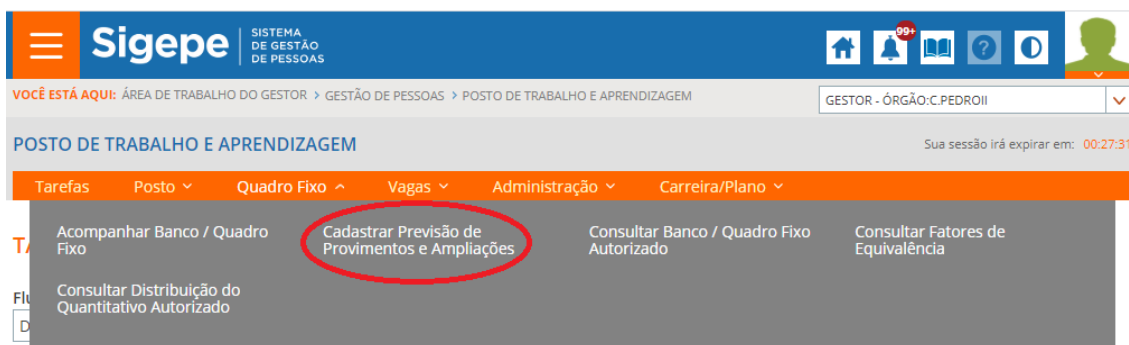 Sigepe
SISTEMA
DE GESTÃO
DE PESSOAS
99+
?
VOCÊ ESTÁ AQUI: ÁREA DE TRABALHO DO GESTOR > GESTÃO DE PESSOAS > POSTO DE TRABALHO E APRENDIZAGEM
GESTOR - ÓRGÃO:C.PEDROII
POSTO DE TRABALHO E APRENDIZAGEM
Sua sessão irá expirar em: 00:27:31
Tarefas Posto Quadro Fixo Vagas Administração Carreira/Plano
Acompanhar Banco / Quadro
Fixo
Cadastrar Previsão de
Provimentos e Ampliações
Consultar Banco / Quadro Fixo
Autorizado
Consultar Fatores de
Equivalência
Consultar Distribuição do
Quantitativo Autorizado